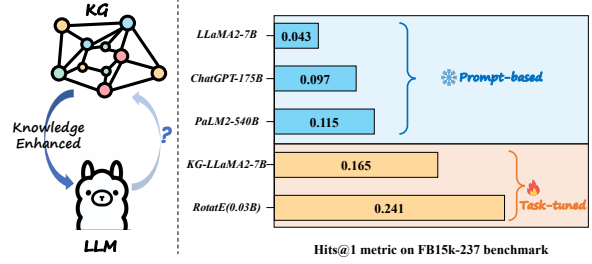 KG
Knowledge
Enhanced
?
LLM
LLaMA2-7B
0.043
ChatGPT-175B
0.097
Prompt-based
PaLM2-540B
0.115
KG-LLaMA2-7B
0.165
Task-tuned
RotatE(0.03B)
0.241
Hits@1 metric on FB15k-237 benchmark